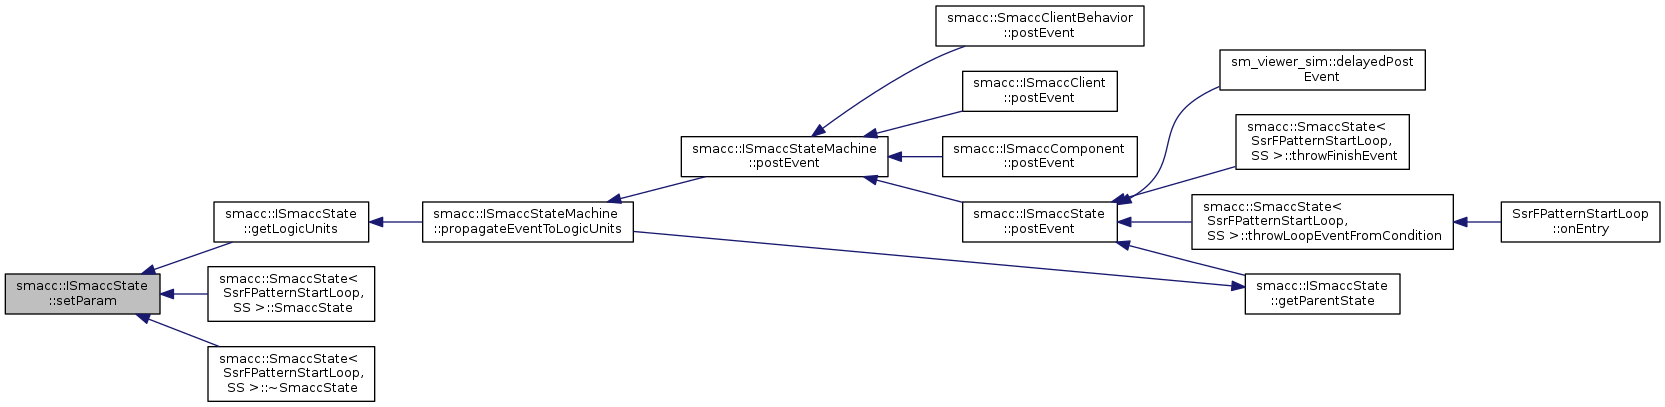 smacc::ISmaccState
::setParam
smacc::ISmaccState
::getLogicUnits
smacc::SmaccState<
SsrFPatternStartLoop,
SS >::SmaccState
smacc::SmaccState<
SsrFPatternStartLoop,
SS >::~SmaccState
smacc::ISmaccStateMachine
::propagateEventToLogicUnits
smacc::ISmaccStateMachine
::postEvent
smacc::SmaccClientBehavior
::postEvent
smacc::ISmaccClient
::postEvent
smacc::ISmaccComponent
::postEvent
smacc::ISmaccState
::postEvent
sm_viewer_sim::delayedPost
Event
smacc::SmaccState<
SsrFPatternStartLoop,
SS >::throwFinishEvent
smacc::SmaccState<
SsrFPatternStartLoop,
SS >::throwLoopEventFromCondition
smacc::ISmaccState
::getParentState
SsrFPatternStartLoop
::onEntry